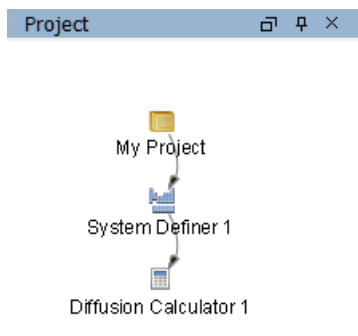 Project
My Project
System Definer 1
Diffusion Calculator 1